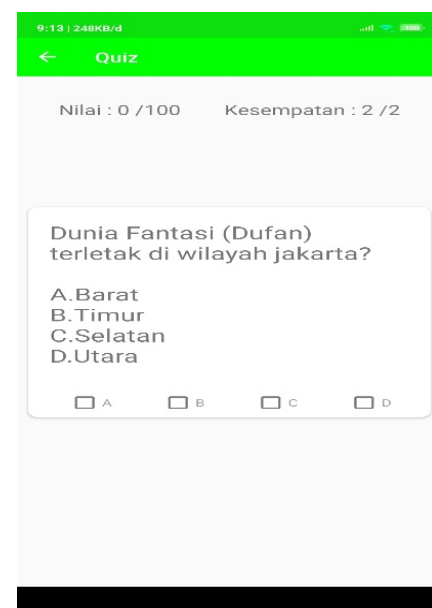 9:13 | 248KB/d
100
← Quiz
Nilai : 0 /100 Kesempatan : 2 /2
Dunia Fantasi (Dufan)
terletak di wilayah jakarta?
A.Barat
B.Timur
C.Selatan
D.Utara
A B C D